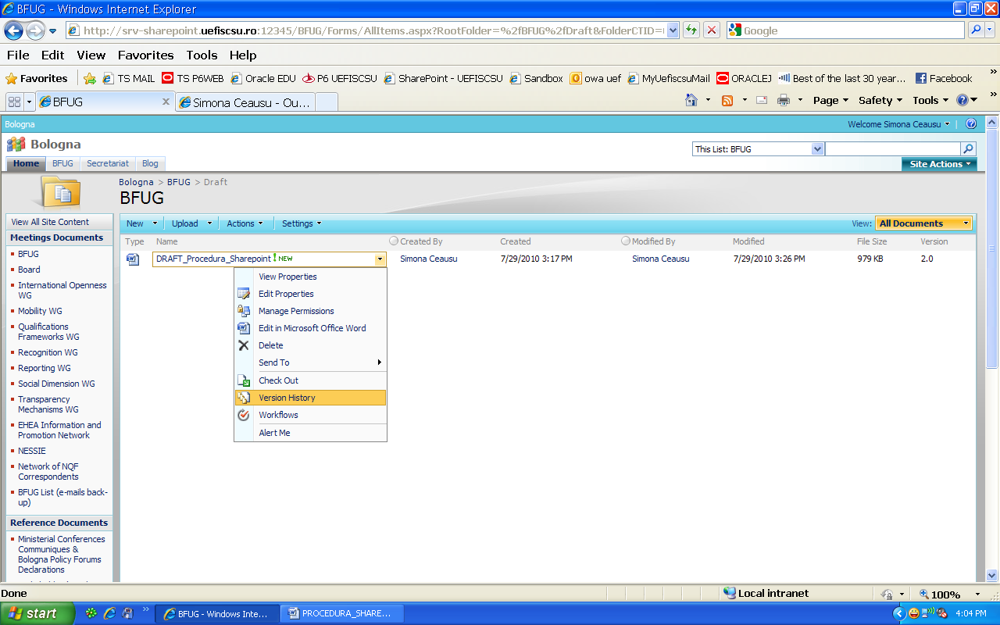 BFUG - Windows Internet Explorer
http://srv-sharepoint.uefiscsu.ro:12345/BFUG/Forms/AllItems.aspx?RootFolder=%2fBFUG%2fDraft&FolderCTID=
Google
File Edit View Favorites Tools Help
Favorites TS MAIL TS P6WEB Oracle EDU P6 UEFISCSU SharePoint - UEFISCSU Sandbox owa uef MyUefiscsuMail ORACLEJ Best of the last 30 year... Facebook
BFUG Simona Ceausu - Ou... Page Safety Tools
Bologna Welcome Simona Ceausu
Bologna This List: BFUG
Home BFUG Secretariat Blog Site Actions
Bologna > BFUG > Draft
BFUG
View All Site Content New Upload Actions Settings View: All Documents
Type Name Created By Created Modified By Modified File Size Version
DRAFT_Procedura_Sharepoint ! NEW Simona Ceausu 7/29/2010 3:17 PM Simona Ceausu 7/29/2010 3:26 PM 979 KB 2.0
View Properties
Edit Properties
Manage Permissions
Edit in Microsoft Office Word
Delete
Send To
Check Out
Version History
Workflows
Alert Me
Meetings Documents
BFUG
Board
International Openness
WG
Mobility WG
Qualifications
Frameworks WG
Recognition WG
Reporting WG
Social Dimension WG
Transparency
Mechanisms WG
EHEA Information and
Promotion Network
NESSIE
Network of NQF
Correspondents
BFUG List (e-mails back-
up)
Reference Documents
Ministerial Conferences
Communiques &
Bologna Policy Forums
Declarations
Done Local intranet 100%
start BFUG - Windows Inte... PROCEDURA_SHARE... 4:04 PM